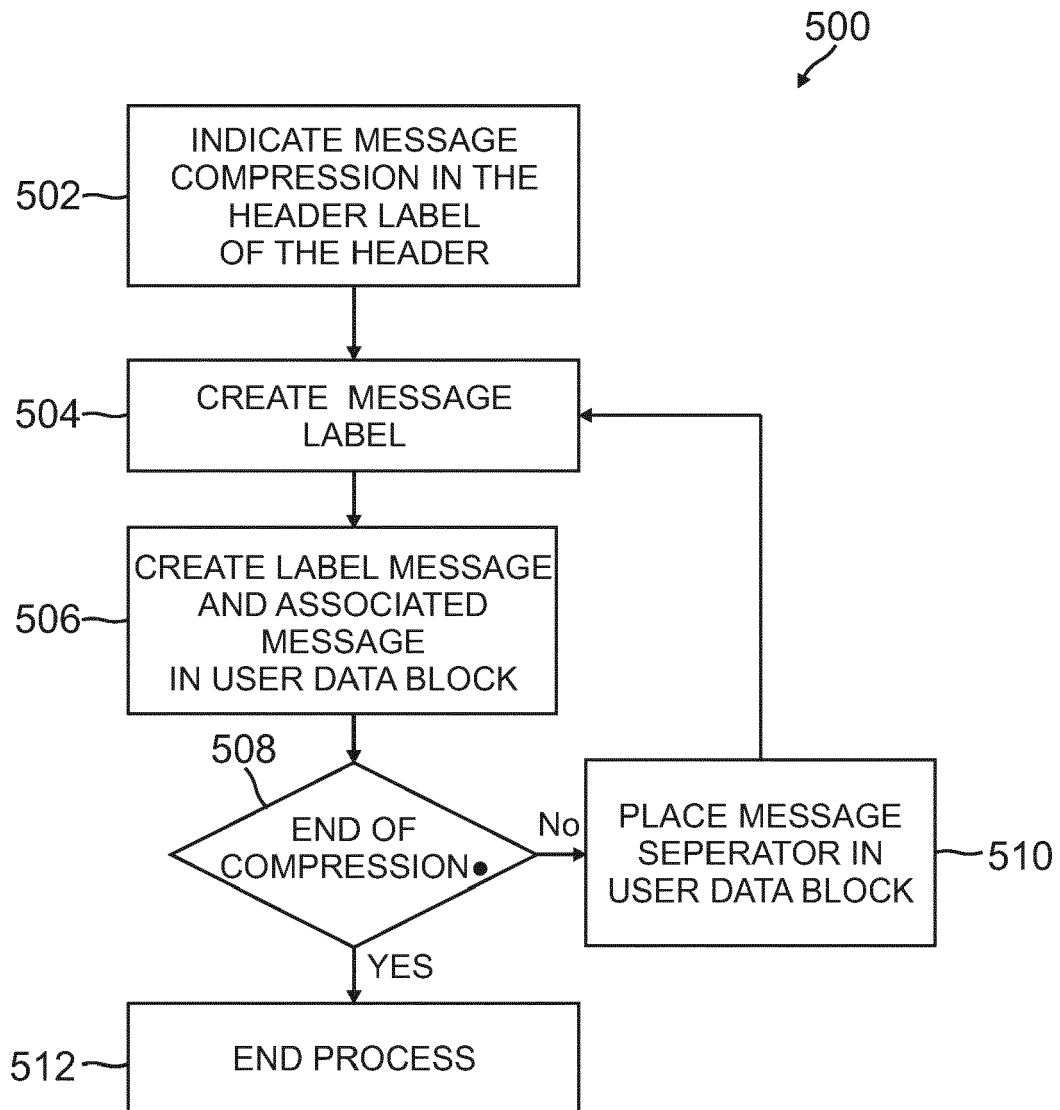 500
INDICATE MESSAGE
COMPRESSION IN THE
HEADER LABEL
OF THE HEADER
502
CREATE MESSAGE
LABEL
504
CREATE LABEL MESSAGE
AND ASSOCIATED
MESSAGE
IN USER DATA BLOCK
506
508
END OF
COMPRESSION●
No
PLACE MESSAGE
SEPERATOR IN
USER DATA BLOCK
510
YES
END PROCESS
512